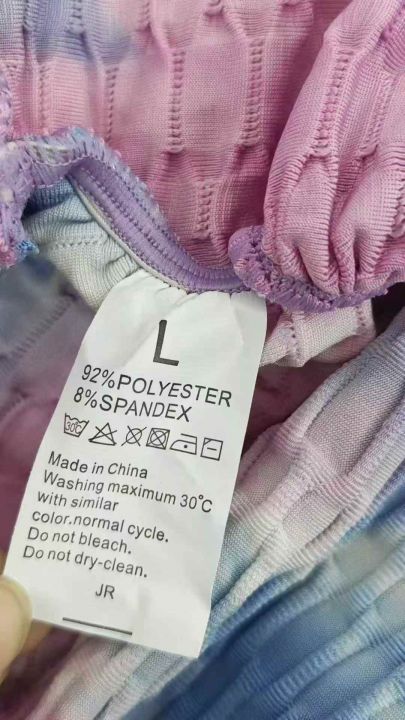 L
92%POLYESTER
8%SPANDEX
30C
Made in China
Washing maximum 30°C
with similar
color.normal cycle.
Do not bleach.
Do not dry-clean.
JR